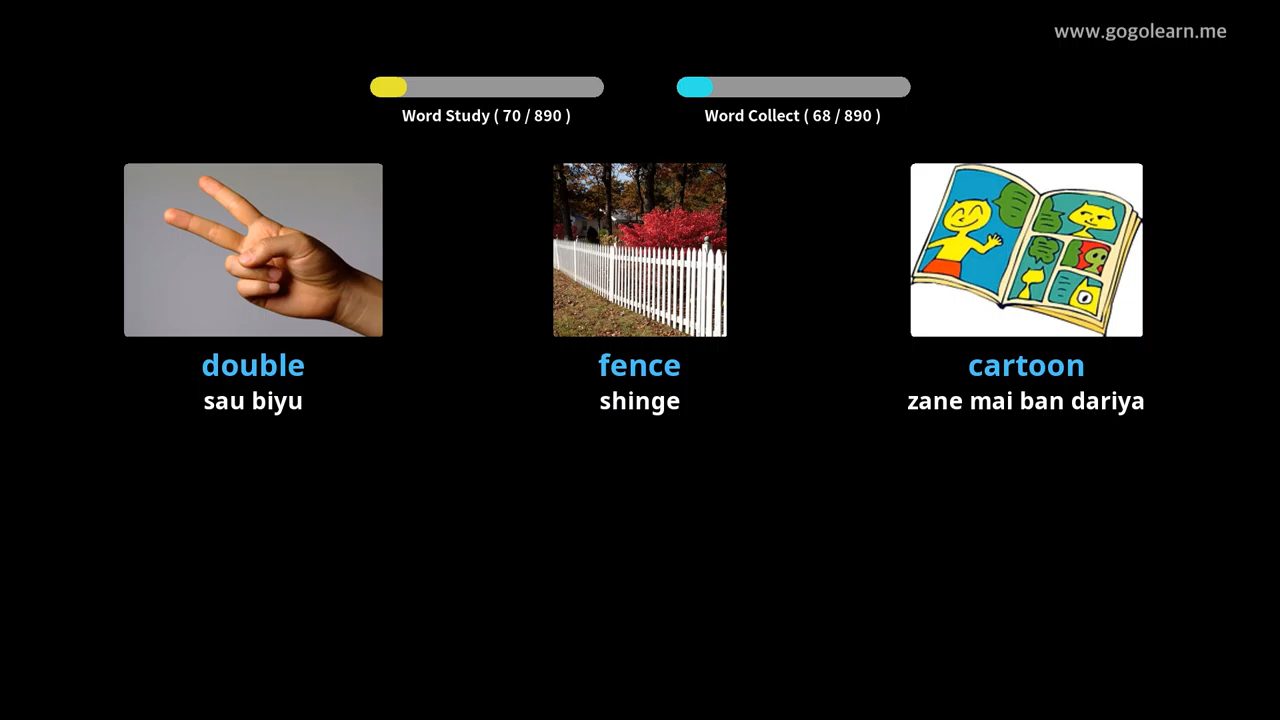 www.gogolearn.me
Word Study ( 70 / 890 )
Word Collect ( 68 / 890 )
double
sau biyu
fence
shinge
cartoon
zane mai ban dariya